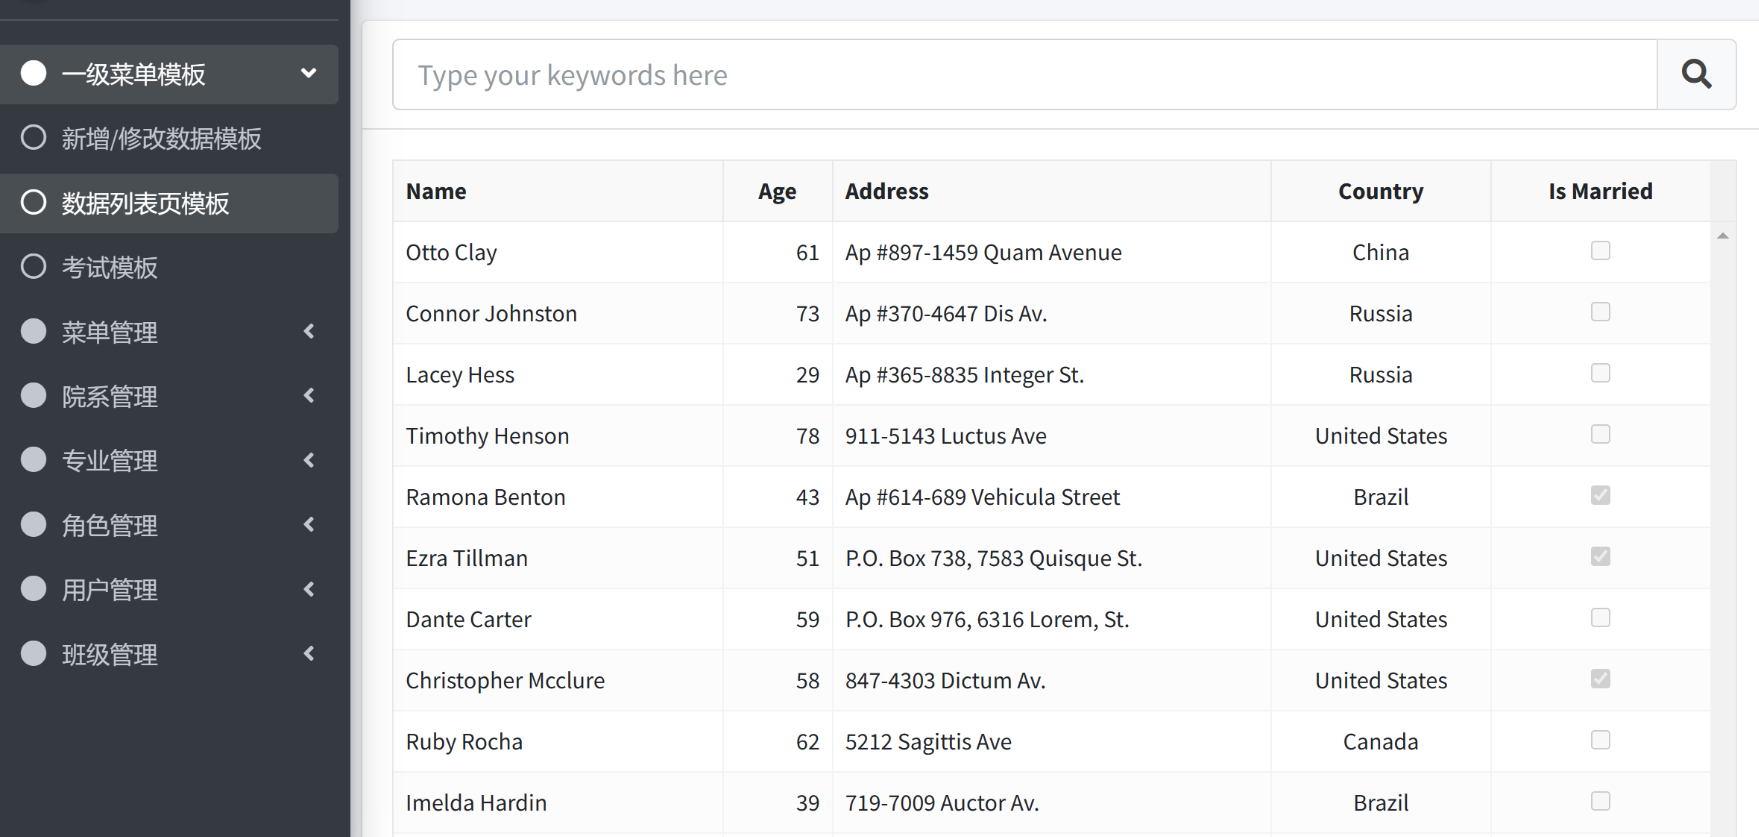 一级菜单模板
新增/修改数据模板
数据列表页模板
考试模板
菜单管理
院系管理
专业管理
角色管理
用户管理
班级管理
Type your keywords here
Name Age Address Country Is Married
Otto Clay 61 Ap #897-1459 Quam Avenue China
Connor Johnston 73 Ap #370-4647 Dis Av. Russia
Lacey Hess 29 Ap #365-8835 Integer St. Russia
Timothy Henson 78 911-5143 Luctus Ave United States
Ramona Benton 43 Ap #614-689 Vehicula Street Brazil
Ezra Tillman 51 P.O. Box 738, 7583 Quisque St. United States
Dante Carter 59 P.O. Box 976, 6316 Lorem, St. United States
Christopher Mcclure 58 847-4303 Dictum Av. United States
Ruby Rocha 62 5212 Sagittis Ave Canada
Imelda Hardin 39 719-7009 Auctor Av. Brazil